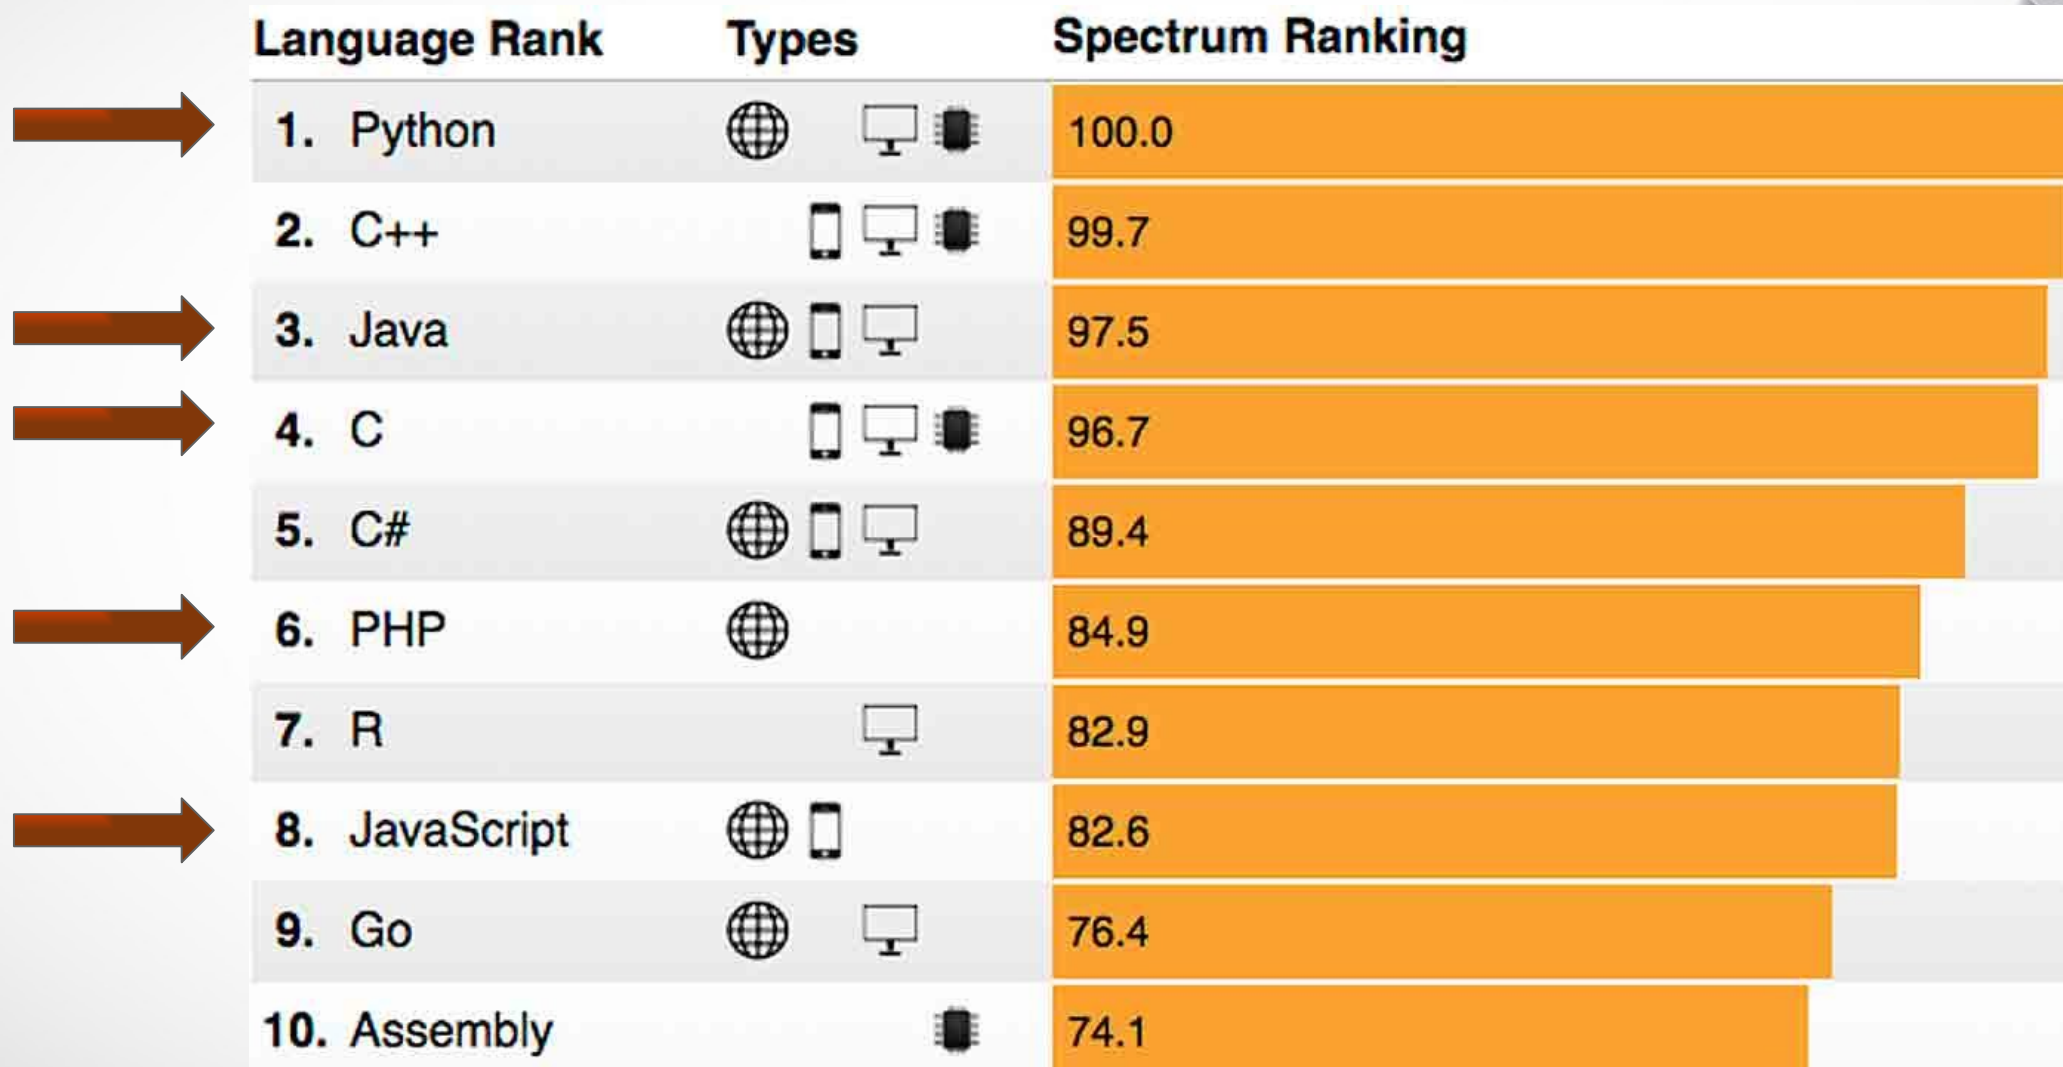 Language Rank Types Spectrum Ranking
1. Python 100.0
2. C++ 99.7
3. Java 97.5
4. C 96.7
5. C# 89.4
6. PHP 84.9
7. R 82.9
8. JavaScript 82.6
9. Go 76.4
10. Assembly 74.1